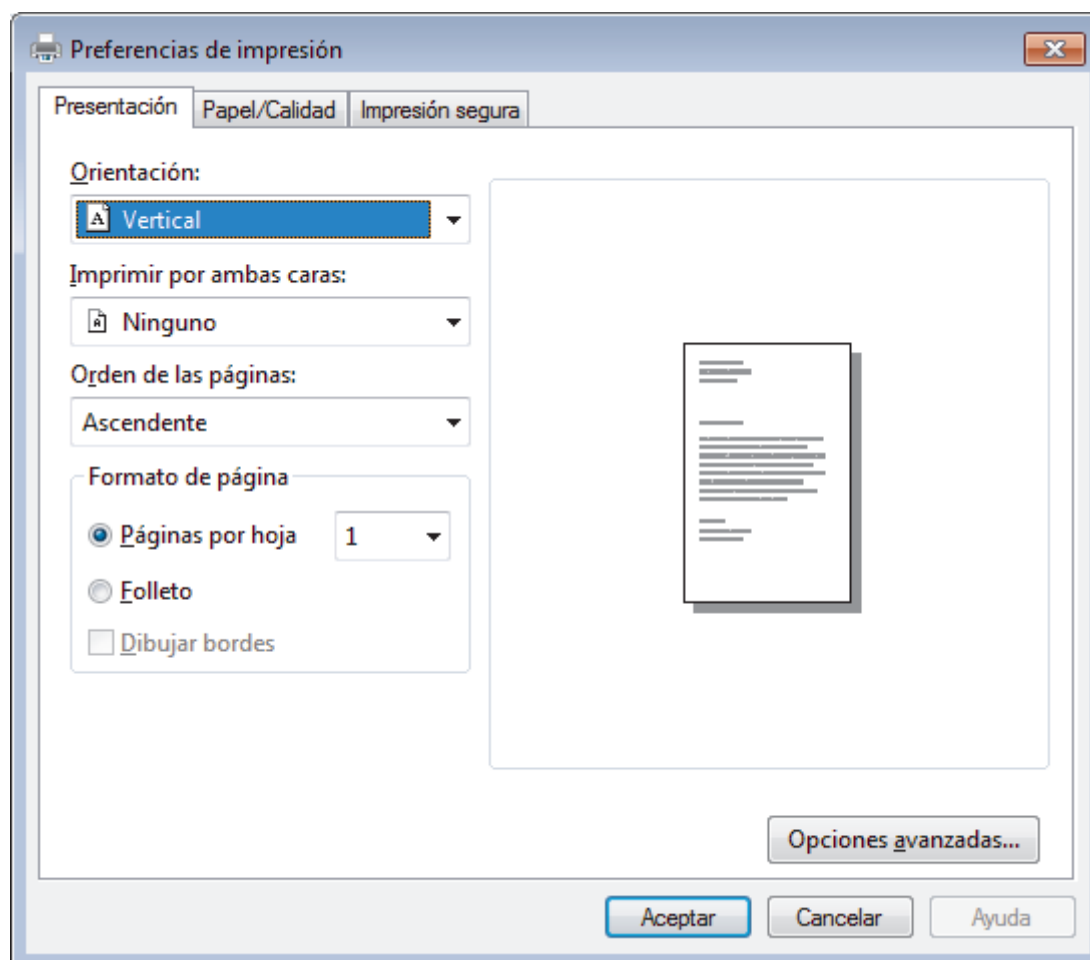 Preferencias de impresión
Presentación Papel/Calidad Impresión segura
Orientación:
A Vertical
Imprimir por ambas caras:
A Ninguno
Orden de las páginas:
Ascendente
Formato de página
Páginas por hoja 1
Folleto
Dibujar bordes
Opciones avanzadas...
Aceptar Cancelar Ayuda